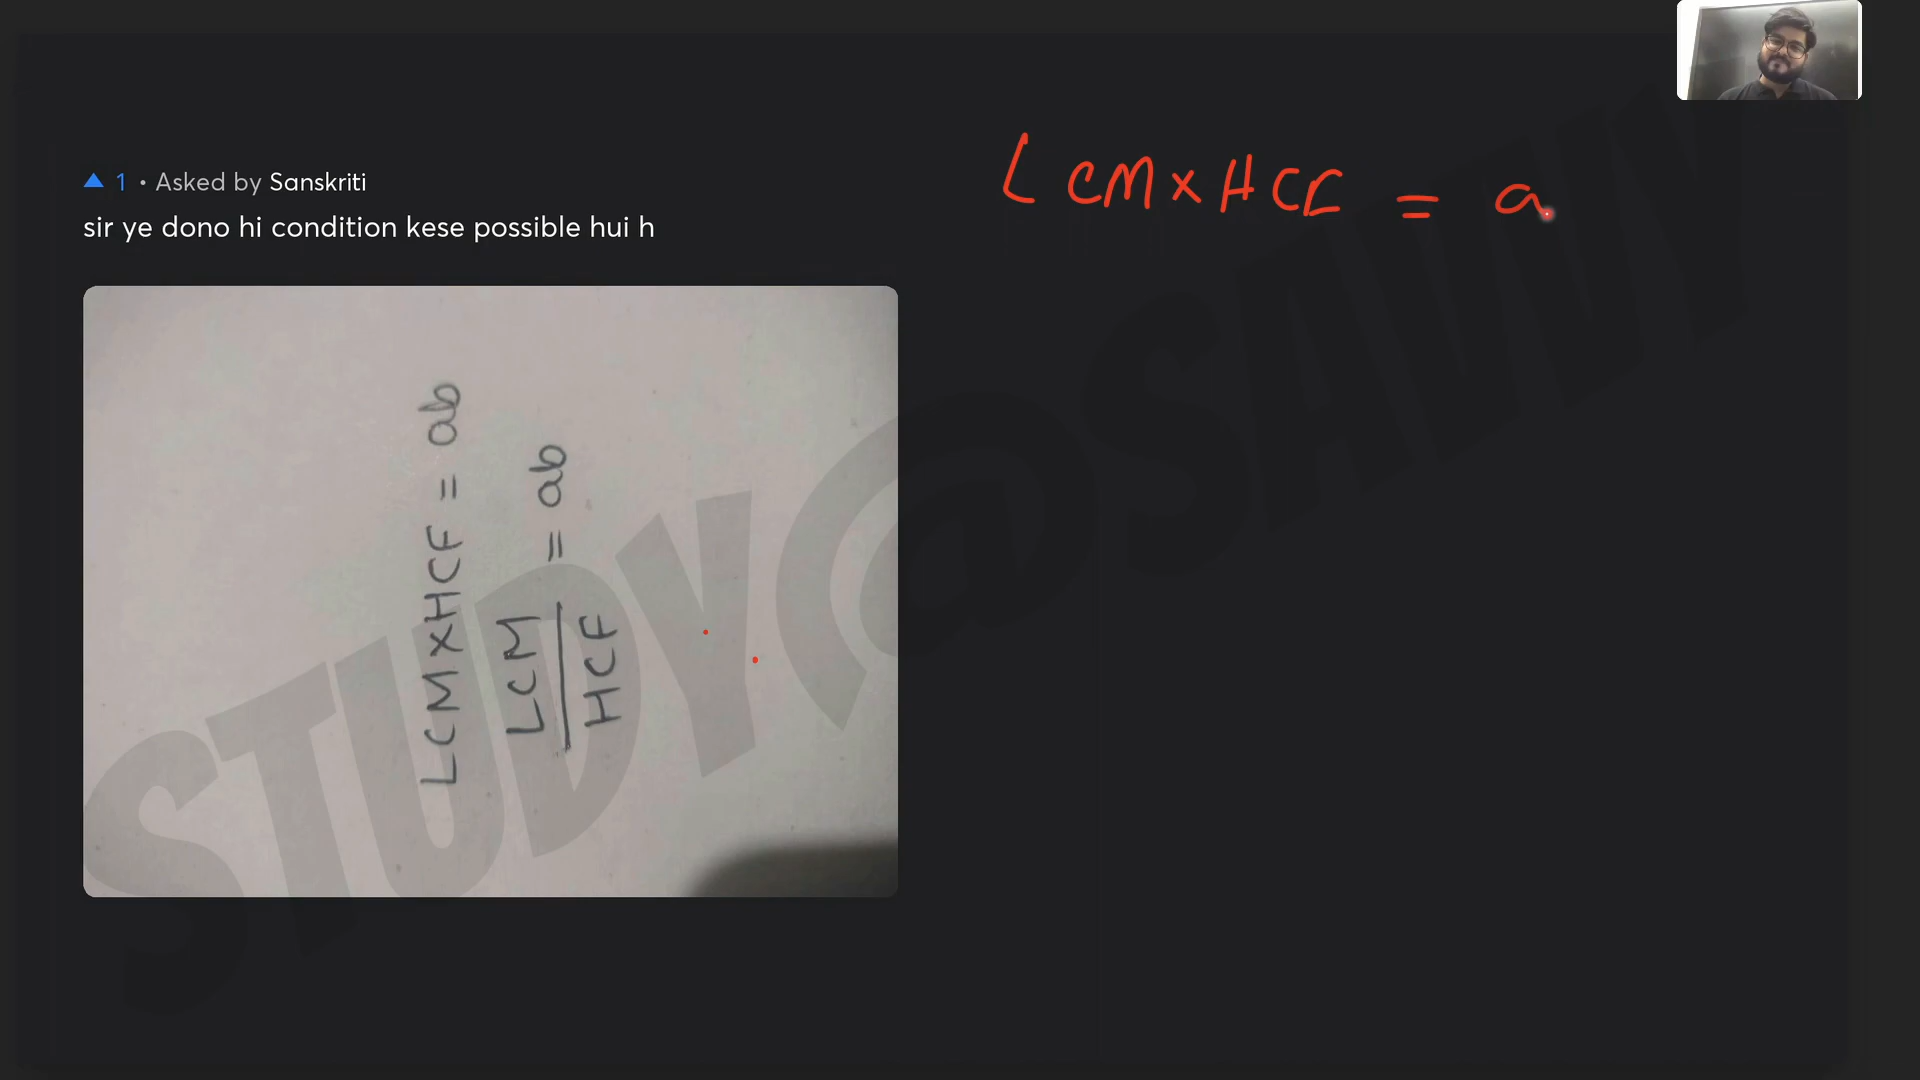 1 • Asked by Sanskriti
sir ye dono hi condition kese possible hui h
LCM×HCF = ab
LCM
HCF
= ab
LCM×HCF = a
STUDY@SAVVY